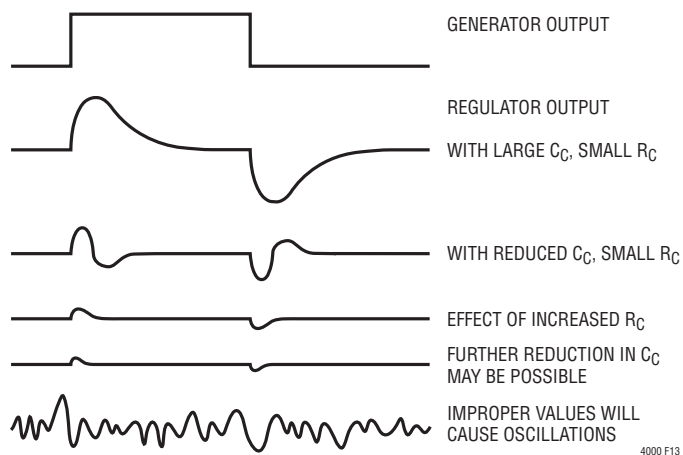 GENERATOR OUTPUT
REGULATOR OUTPUT
WITH LARGE CC, SMALL RC
WITH REDUCED CC, SMALL RC
EFFECT OF INCREASED RC
FURTHER REDUCTION IN CC
MAY BE POSSIBLE
IMPROPER VALUES WILL
CAUSE OSCILLATIONS
4000 F13